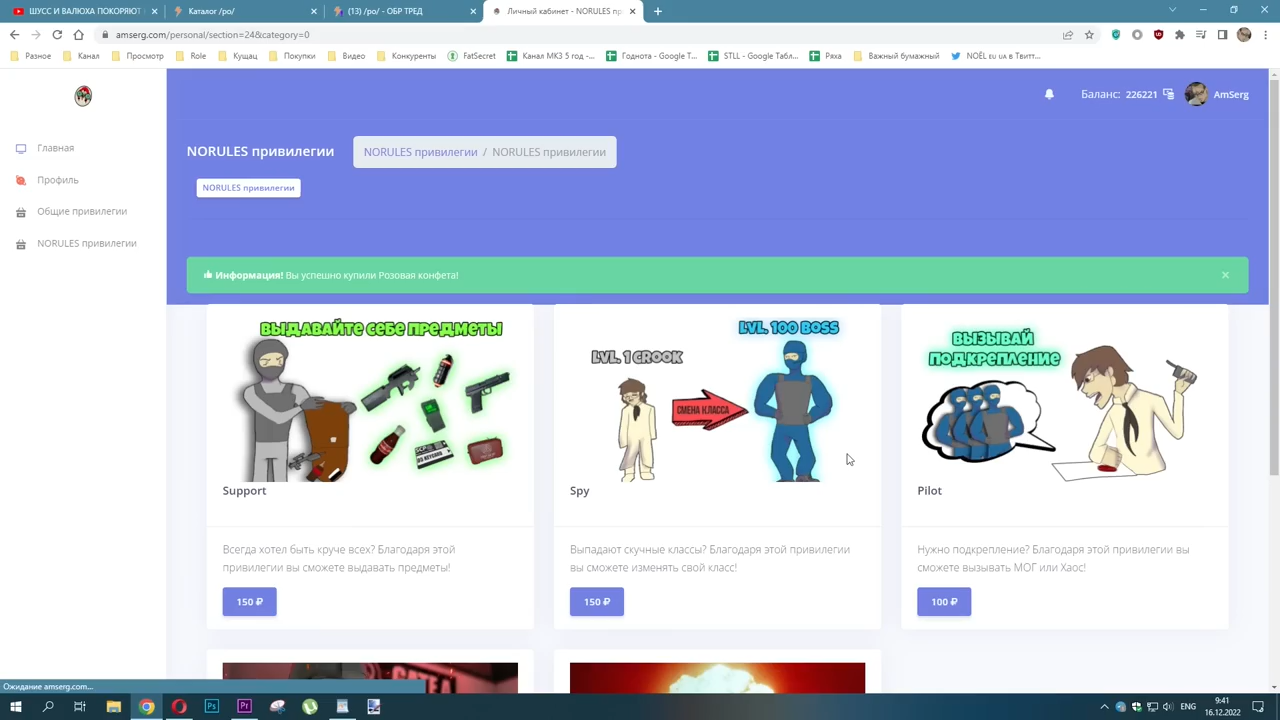 ШУСС И ВАЛЮХА ПОКОРЯЮТ
Каталог /po/
(13) /po/ - ОБР ТРЕД
Личный кабинет - NORULES пр
amserg.com/personal/section=24&category=0
Разное
Канал
Просмотр
Role
Кущац
Покупки
Видео
Конкуренты
FatSecret
Канал МК3 5 год -...
Годнота - Google Т...
STLL - Google Табл...
Ряха
Важный бумажный
NOËL EU UA в Твитт...
Баланс: 226221
AmSerg
Главная
Профиль
Общие привилегии
NORULES привилегии
NORULES привилегии
NORULES привилегии / NORULES привилегии
NORULES привилегии
Информация! Вы успешно купили Розовая конфета!
×
ВЫДАВАЙТЕ СЕБЕ ПРЕДМЕТЫ
Support
Всегда хотел быть круче всех? Благодаря этой
привилегии вы сможете выдавать предметы!
150 ₽
LVL. 1 CROOK
LVL. 100 BOSS
СМЕНА КЛАССА
Spy
Выпадают скучные классы? Благодаря этой привилегии
вы сможете изменять свой класс!
150 ₽
ВЫЗЫВАЙ
ПОДКРЕПЛЕНИЕ
Pilot
Нужно подкрепление? Благодаря этой привилегии вы
сможете вызывать МОГ или Хаос!
100 ₽
Ожидание amserg.com...
Ps
Pr
ENG
9:41
16.12.2022